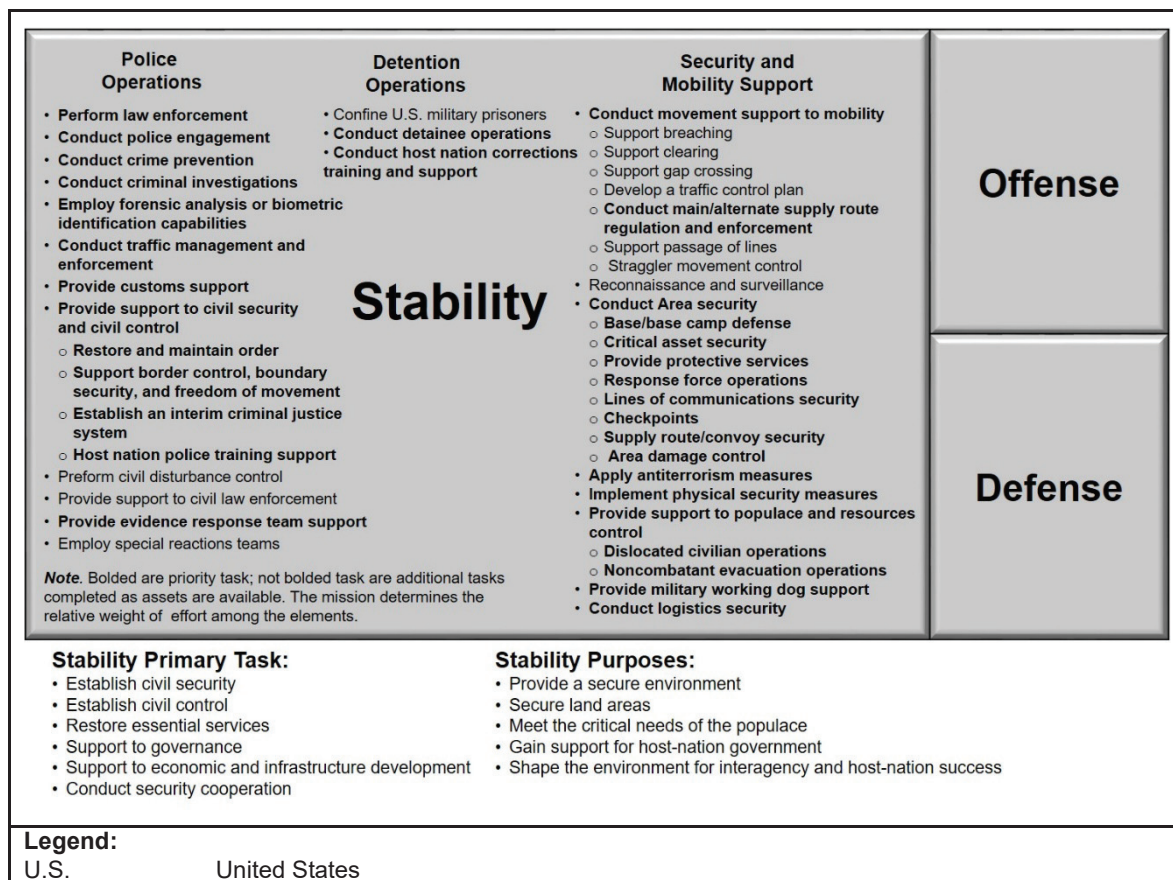 Police
Operations
• Perform law enforcement
• Conduct police engagement
• Conduct crime prevention
• Conduct criminal investigations
• Employ forensic analysis or biometric
identification capabilities
• Conduct traffic management and
enforcement
• Provide customs support
• Provide support to civil security
and civil control
o Restore and maintain order
o Support border control, boundary
security, and freedom of movement
o Establish an interim criminal justice
system
o Host nation police training support
• Preform civil disturbance control
• Provide support to civil law enforcement
• Provide evidence response team support
• Employ special reactions teams
Note. Bolded are priority task; not bolded task are additional tasks
completed as assets are available. The mission determines the
relative weight of effort among the elements.
Detention
Operations
• Confine U.S. military prisoners
• Conduct detainee operations
• Conduct host nation corrections
training and support
Stability
Security and
Mobility Support
• Conduct movement support to mobility
o Support breaching
o Support clearing
o Support gap crossing
o Develop a traffic control plan
o Conduct main/alternate supply route
regulation and enforcement
o Support passage of lines
o Straggler movement control
• Reconnaissance and surveillance
• Conduct Area security
o Base/base camp defense
o Critical asset security
o Provide protective services
o Response force operations
o Lines of communications security
o Checkpoints
o Supply route/convoy security
o Area damage control
• Apply antiterrorism measures
• Implement physical security measures
• Provide support to populace and resources
control
o Dislocated civilian operations
o Noncombatant evacuation operations
• Provide military working dog support
• Conduct logistics security
Offense
Defense
Stability Primary Task:
• Establish civil security
• Establish civil control
• Restore essential services
• Support to governance
• Support to economic and infrastructure development
• Conduct security cooperation
Stability Purposes:
• Provide a secure environment
• Secure land areas
• Meet the critical needs of the populace
• Gain support for host-nation government
• Shape the environment for interagency and host-nation success
Legend:
U.S. United States